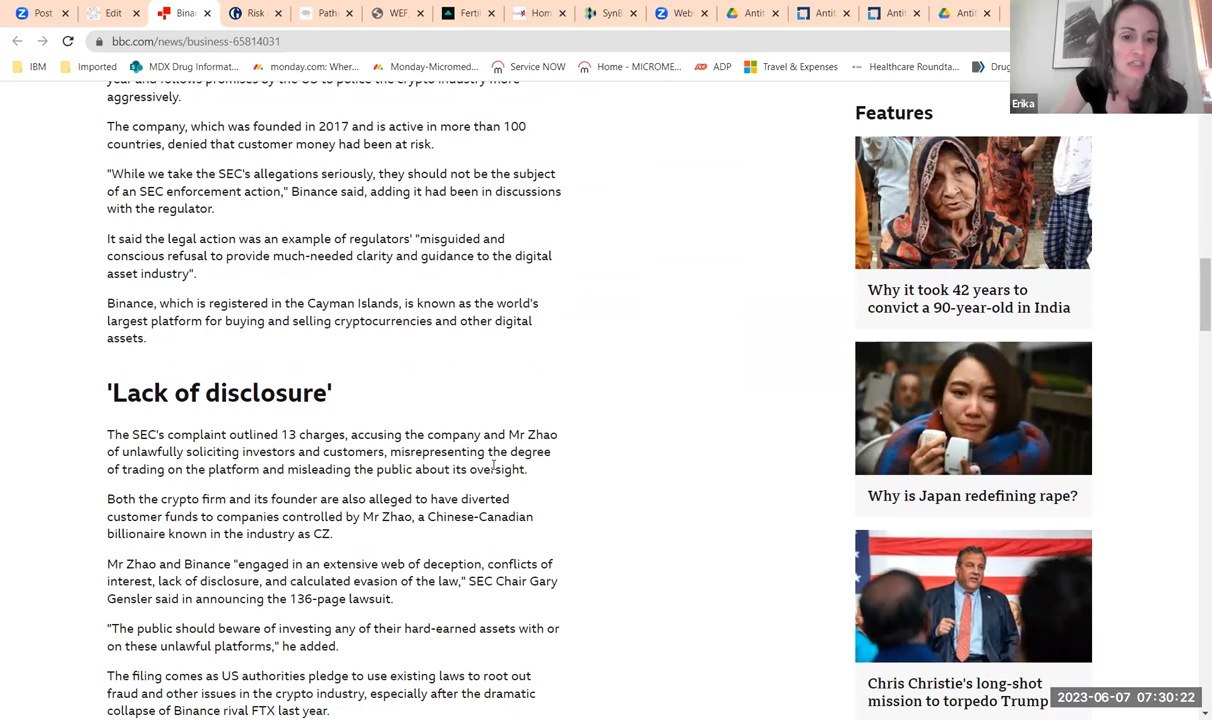 Post
Edit
Binar
Risk
Path
WEF
Fertil
Hom
SynB
Web
Antit
Antit
Antit
Antit
bbc.com/news/business-65814031
IBM
Imported
MDX Drug Informat...
monday.com: Wher...
Monday-Micromed...
Service NOW
Home - MICROME...
ADP
Travel & Expenses
Healthcare Roundta...
Erika
aggressively.
The company, which was founded in 2017 and is active in more than 100
countries, denied that customer money had been at risk.
"While we take the SEC's allegations seriously, they should not be the subject
of an SEC enforcement action," Binance said, adding it had been in discussions
with the regulator.
It said the legal action was an example of regulators' "misguided and
conscious refusal to provide much-needed clarity and guidance to the digital
asset industry".
Binance, which is registered in the Cayman Islands, is known as the world's
largest platform for buying and selling cryptocurrencies and other digital
assets.
'Lack of disclosure'
The SEC's complaint outlined 13 charges, accusing the company and Mr Zhao
of unlawfully soliciting investors and customers, misrepresenting the degree
of trading on the platform and misleading the public about its oversight.
Both the crypto firm and its founder are also alleged to have diverted
customer funds to companies controlled by Mr Zhao, a Chinese-Canadian
billionaire known in the industry as CZ.
Mr Zhao and Binance "engaged in an extensive web of deception, conflicts of
interest, lack of disclosure, and calculated evasion of the law," SEC Chair Gary
Gensler said in announcing the 136-page lawsuit.
"The public should beware of investing any of their hard-earned assets with or
on these unlawful platforms," he added.
The filing comes as US authorities pledge to use existing laws to root out
fraud and other issues in the crypto industry, especially after the dramatic
collapse of Binance rival FTX last year.
Features
Why it took 42 years to
convict a 90-year-old in India
Why is Japan redefining rape?
Chris Christie's long-shot
mission to torpedo Trump
2023-06-07 07:30:22